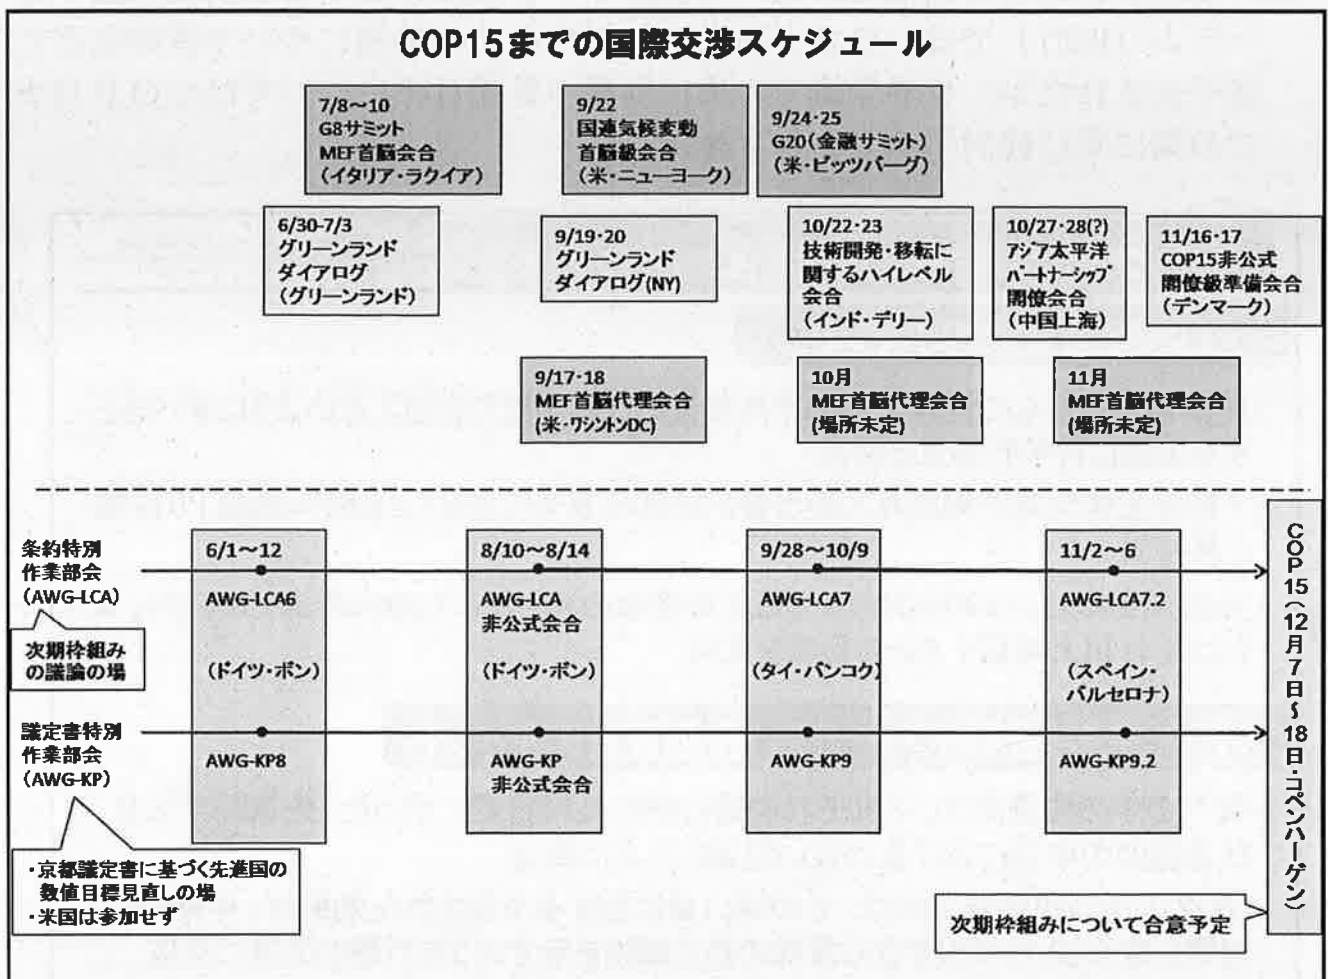 COP15までの国際交渉スケジュール
7/8～10
G8サミット
MEF首脳会合
(イタリア・ラクイア)
9/22
国連気候変動
首脳級会合
(米・ニューヨーク)
9/24・25
G20(金融サミット)
(米・ピッツバーグ)
6/30-7/3
グリーンランド
ダイアログ
(グリーンランド)
9/19・20
グリーンランド
ダイアログ(NY)
10/22・23
技術開発・移転に
関するハイレベル
会合
(インド・デリー)
10/27・28(?)
アジア太平洋
パートナーシップ
閣僚会合
(中国上海)
11/16・17
COP15非公式
閣僚級準備会合
(デンマーク)
9/17・18
MEF首脳代理会合
(米・ワシントンDC)
10月
MEF首脳代理会合
(場所未定)
11月
MEF首脳代理会合
(場所未定)
条約特別
作業部会
(AWG-LCA)
次期枠組み
の議論の場
6/1～12
AWG-LCA6
(ドイツ・ボン)
AWG-KP8
8/10～8/14
AWG-LCA
非公式会合
(ドイツ・ボン)
AWG-KP
非公式会合
9/28～10/9
AWG-LCA7
(タイ・バンコク)
AWG-KP9
11/2～6
AWG-LCA7.2
(スペイン・
バルセロナ)
AWG-KP9.2
議定書特別
作業部会
(AWG-KP)
・京都議定書に基づく先進国の
数値目標見直しの場
・米国は参加せず
COP15(12月7日～18日・コペンハーゲン)
次期枠組みについて合意予定